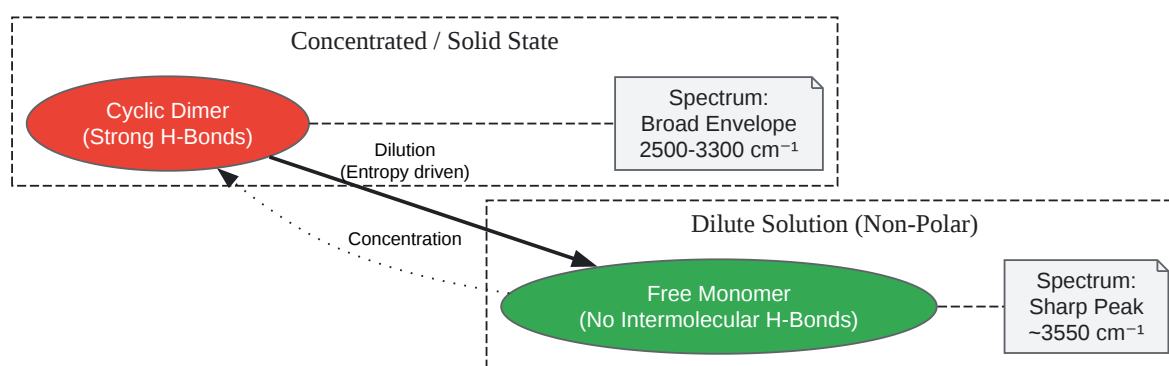 Concentrated / Solid State
Cyclic Dimer
(Strong H-Bonds)
Spectrum:
Broad Envelope
2500-3300 cm⁻¹
Dilution
(Entropy driven)
Concentration
Dilute Solution (Non-Polar)
Free Monomer
(No Intermolecular H-Bonds)
Spectrum:
Sharp Peak
~3550 cm⁻¹